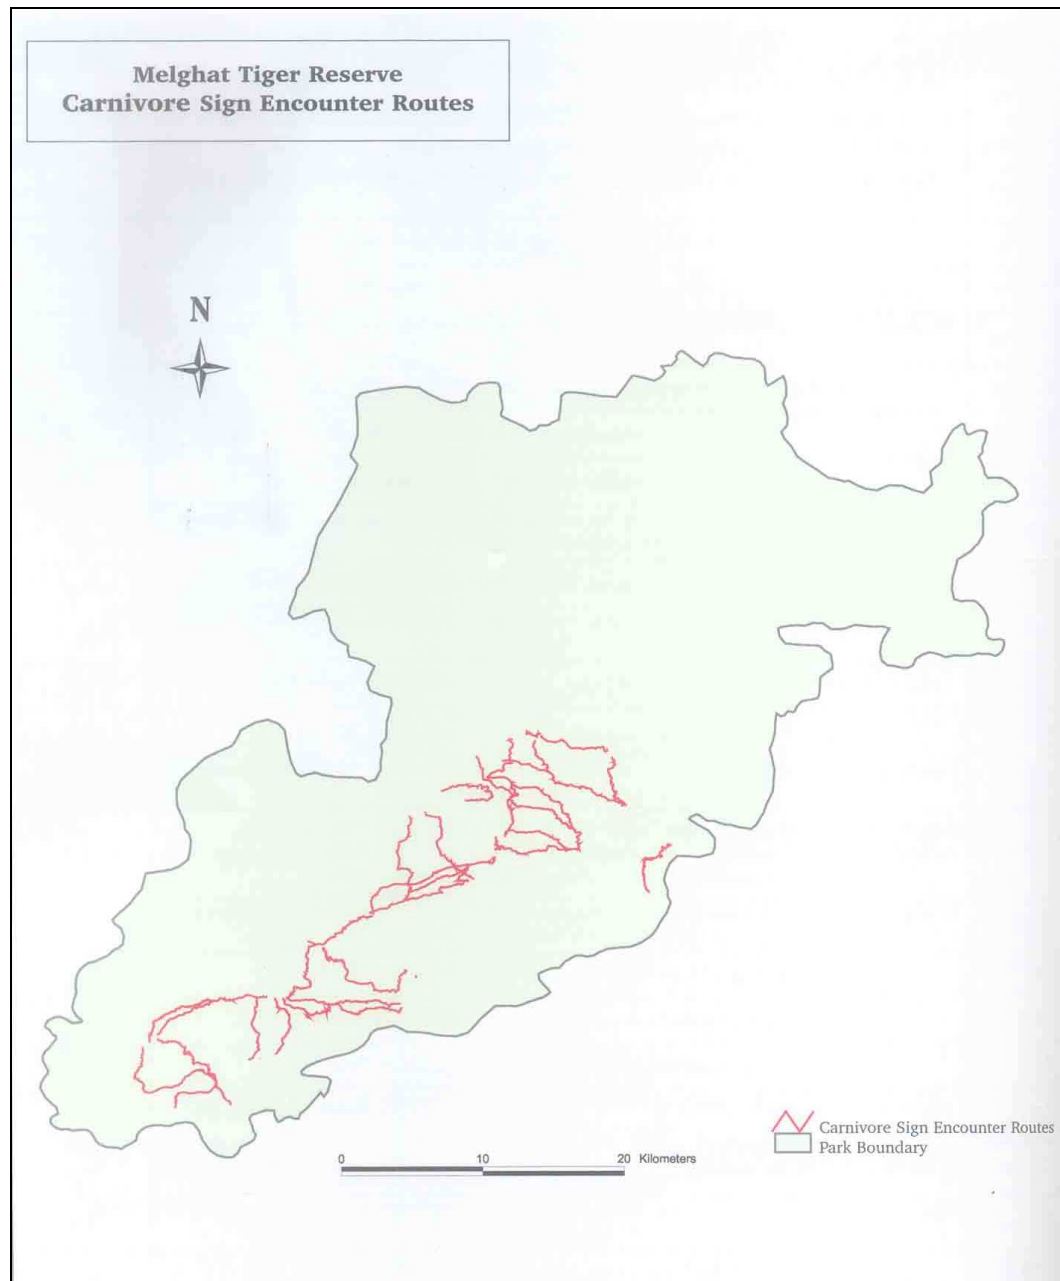 Melghat Tiger Reserve
Carnivore Sign Encounter Routes
N
Carnivore Sign Encounter Routes
Park Boundary
0 10 20 Kilometers